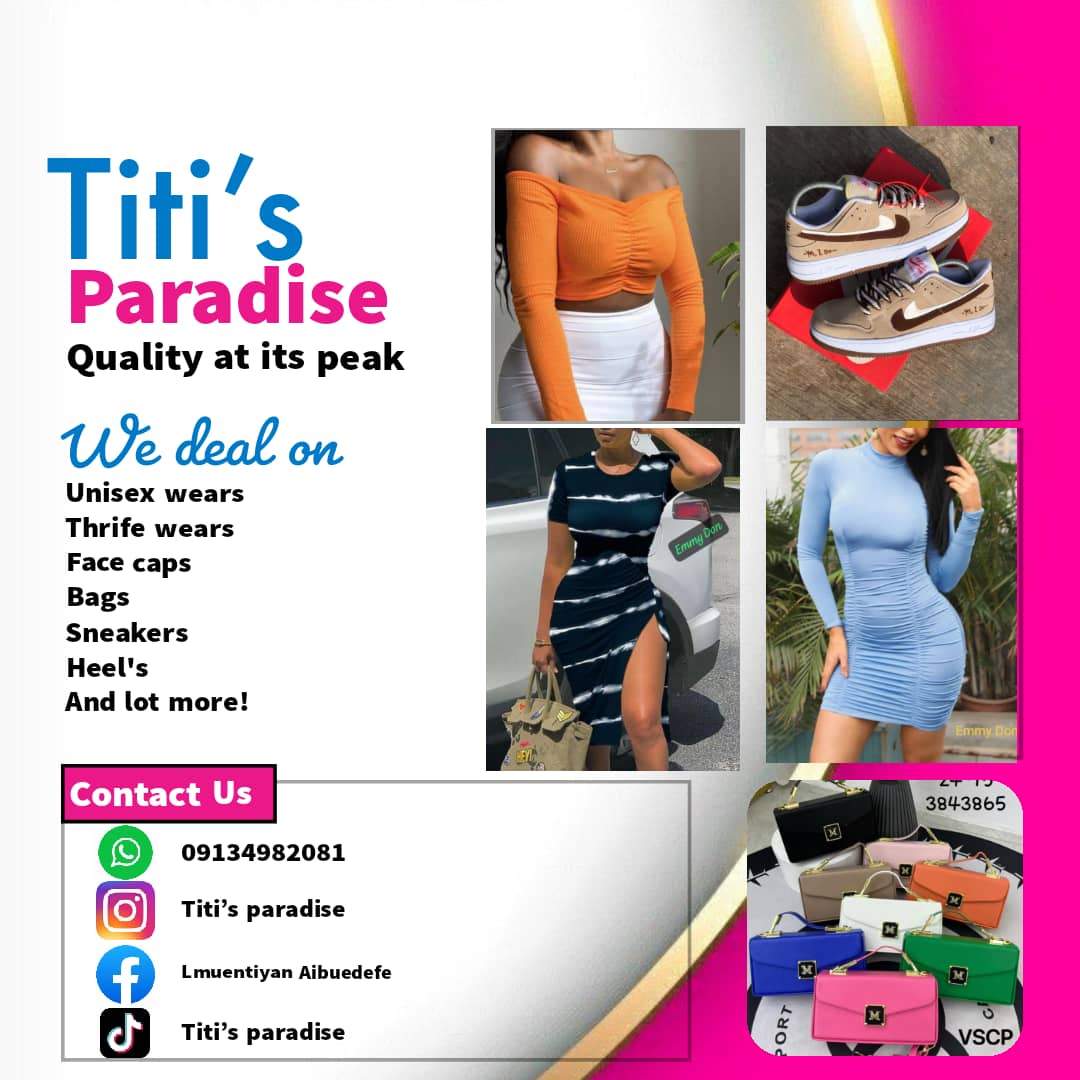 Titi's
Paradise
Quality at its peak
We deal on
Unisex wears
Thrife wears
Face caps
Bags
Sneakers
Heel's
And lot more!
Emmy Don
Emmy Don
HEY!
Contact Us
09134982081
Titi’s paradise
Lmuentiyan Aibuedefe
Titi’s paradise
3843865
M
M
M
M
M
M
M
VSCP